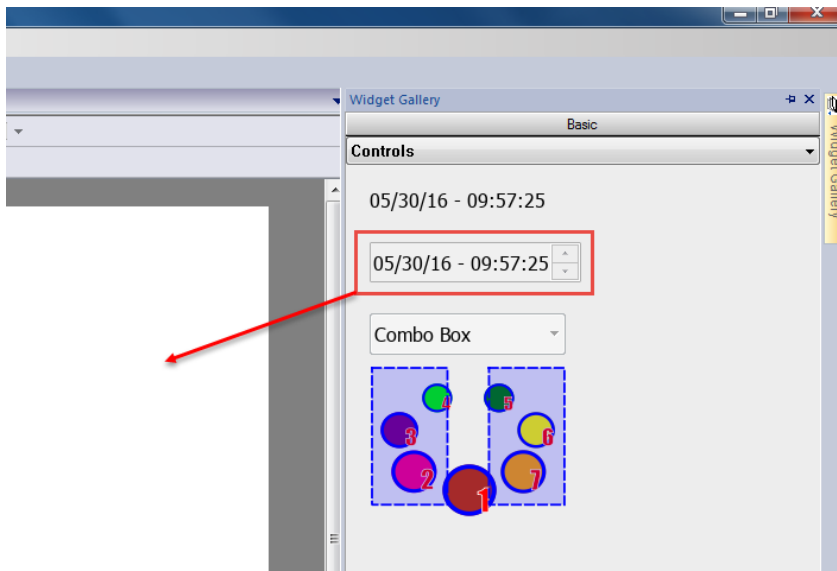 Widget Gallery
Basic
Widget Gallery
Controls
05/30/16 - 09:57:25
05/30/16 - 09:57:25
Combo Box
4
5
3
6
2
7
1